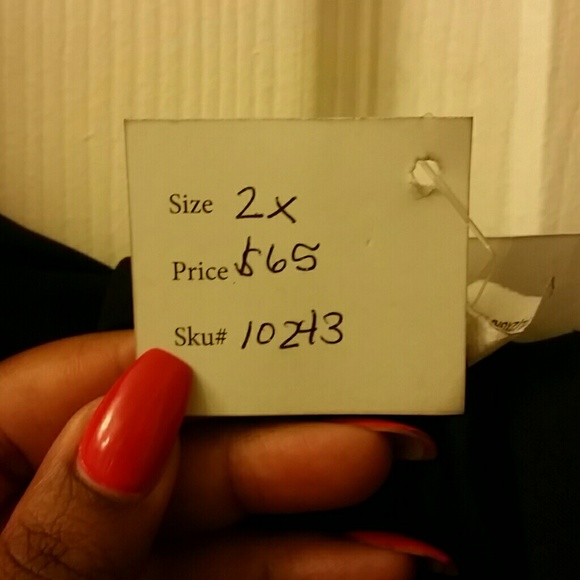 Size 2x
Price $65
Sku# 10243